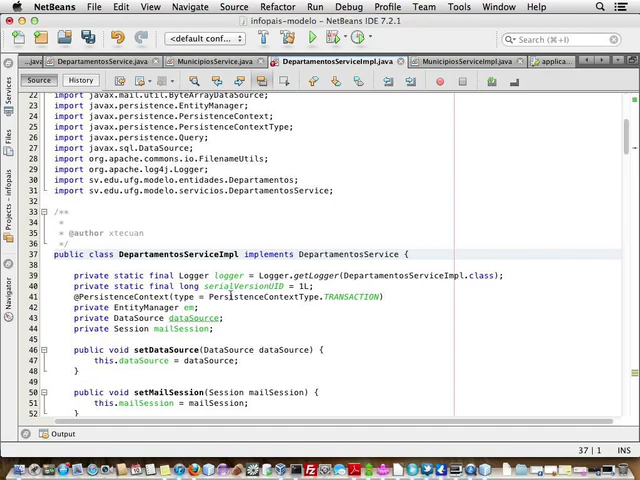 NetBeans File Edit View Navigate Source Refactor Run Debug Profile Team Tools Window Help
infopais-modelo - NetBeans IDE 7.2.1
<default conf...
Search (⌘+I)
...java DepartamentosService.java MunicipiosService.java DepartamentosServiceImpl.java MunicipiosServiceImpl.java applica...
Source History
Services
Files
Projects - infopais
Navigator
22 import javax.mail.util.ByteArrayDataSource;
23 import javax.persistence.EntityManager;
24 import javax.persistence.PersistenceContext;
25 import javax.persistence.PersistenceContextType;
26 import javax.persistence.Query;
27 import javax.sql.DataSource;
28 import org.apache.commons.io.FilenameUtils;
29 import org.apache.log4j.Logger;
30 import sv.edu.ufg.modelo.entidades.Departamentos;
31 import sv.edu.ufg.modelo.servicios.DepartamentosService;
33 /**
34 *
35 * @author xtecuan
36 */
37 public class DepartamentosServiceImpl implements DepartamentosService {
39 private static final Logger logger = Logger.getLogger(DepartamentosServiceImpl.class);
40 private static final long serialVersionUID = 1L;
41 @PersistenceContext(type = PersistenceContextType.TRANSACTION)
42 private EntityManager em;
43 private DataSource dataSource;
44 private Session mailSession;
46 public void setDataSource(DataSource dataSource) {
47 this.dataSource = dataSource;
48 }
50 public void setMailSession(Session mailSession) {
51 this.mailSession = mailSession;
52 }
Output
37 | 1 INS